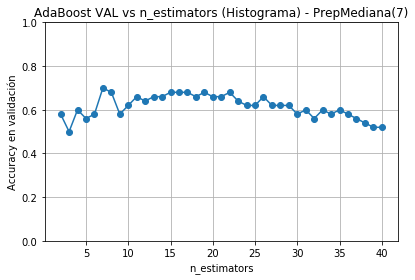 AdaBoost VAL vs n_estimators (Histograma) - PrepMediana(7)
Accuracy en validación
1.0
0.8
0.6
0.4
0.2
0.0
5 10 15 20 25 30 35 40
n_estimators